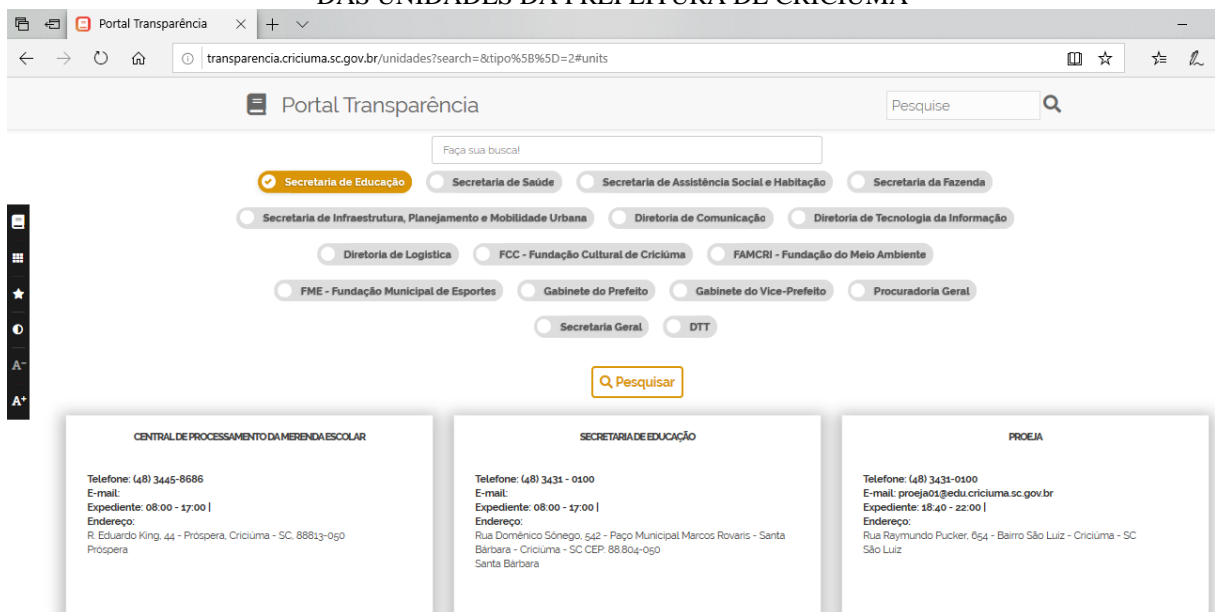 DAS UNIDADES DA PREFEITURA DE CRICIÚMA
Portal Transparência
transparencia.criciuma.sc.gov.br/unidades?search=&tipo%5B%5D=2#units
Portal Transparência
Pesquise
Faça sua busca!
Secretaria de Educação Secretaria de Saúde Secretaria de Assistência Social e Habitação Secretaria da Fazenda
Secretaria de Infraestrutura, Planejamento e Mobilidade Urbana Diretoria de Comunicação Diretoria de Tecnologia da Informação
Diretoria de Logistica FCC - Fundação Cultural de Criciúma FAMCRI - Fundação do Meio Ambiente
FME - Fundação Municipal de Esportes Gabinete do Prefeito Gabinete do Vice-Prefeito Procuradoria Geral
Secretaria Geral DTT
A-
A+
Pesquisar
CENTRAL DE PROCESSAMENTO DA MERENDA ESCOLAR
Telefone: (48) 3445-8686
E-mail:
Expediente: 08:00 - 17:00 |
Endereço:
R. Eduardo King, 44 - Próspera, Criciúma - SC, 88813-050
Próspera
SECRETARIA DE EDUCAÇÃO
Telefone: (48) 3431 - 0100
E-mail:
Expediente: 08:00 - 17:00 |
Endereço:
Rua Domênico Sônego, 542 - Paço Municipal Marcos Rovaris - Santa
Bárbara - Criciúma - SC CEP: 88.804-050
Santa Bárbara
PROEJA
Telefone: (48) 3431-0100
E-mail: proeja01@edu.criciuma.sc.gov.br
Expediente: 18:40 - 22:00 |
Endereço:
Rua Raymundo Pucker, 654 - Bairro São Luiz - Criciúma - SC
São Luiz